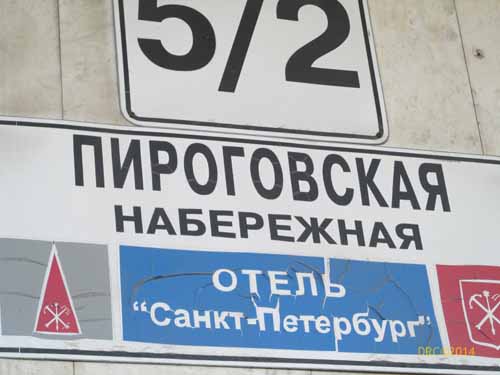 5/2
ПИРОГОВСКАЯ
НАБЕРЕЖНАЯ
ОТЕЛЬ
"Санкт-Петербург"